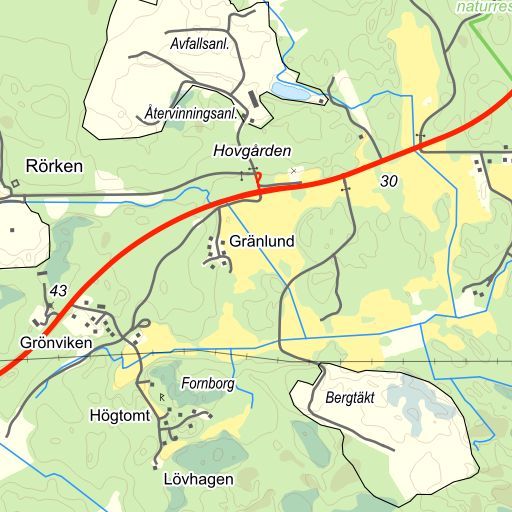 naturres
Avfallsanl.
Återvinningsanl.
Hovgården
Rörken
30
Gränlund
43
Grönviken
Fornborg
R
Högtomt
Bergtäkt
Lövhagen